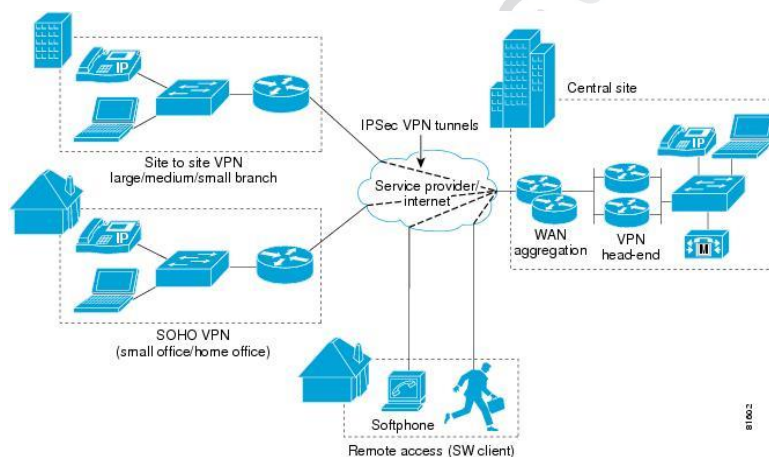 Central site
IPSec VPN tunnels
IP
IP
Site to site VPN
large/medium/small branch
Service provider/
internet
WAN
aggregation
VPN
head-end
M
IP
SOHO VPN
(small office/home office)
Softphone
Remote access (SW client)
81602